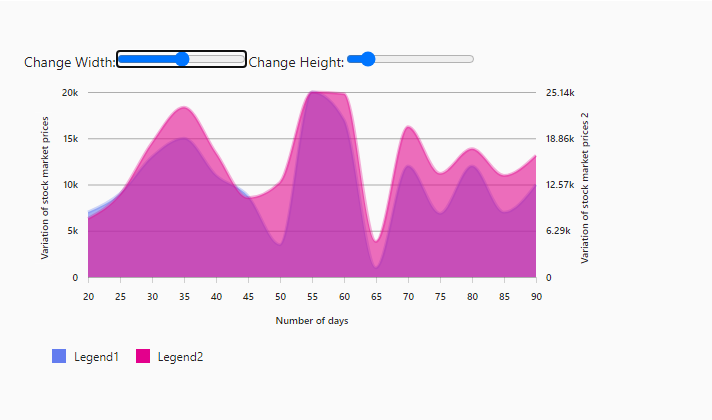 Change Width: Change Height:
Variation of stock market prices
20k
15k
10k
5k
0
25.14k
18.86k
12.57k
6.29k
0
Variation of stock market prices 2
20 25 30 35 40 45 50 55 60 65 70 75 80 85 90
Number of days
Legend1 Legend2